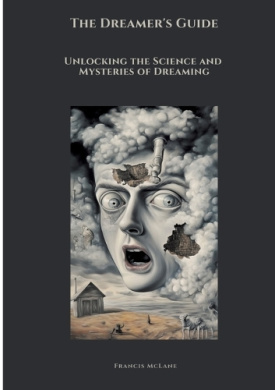 The Dreamer's Guide
Unlocking the Science and
Mysteries of Dreaming
Francis McLane